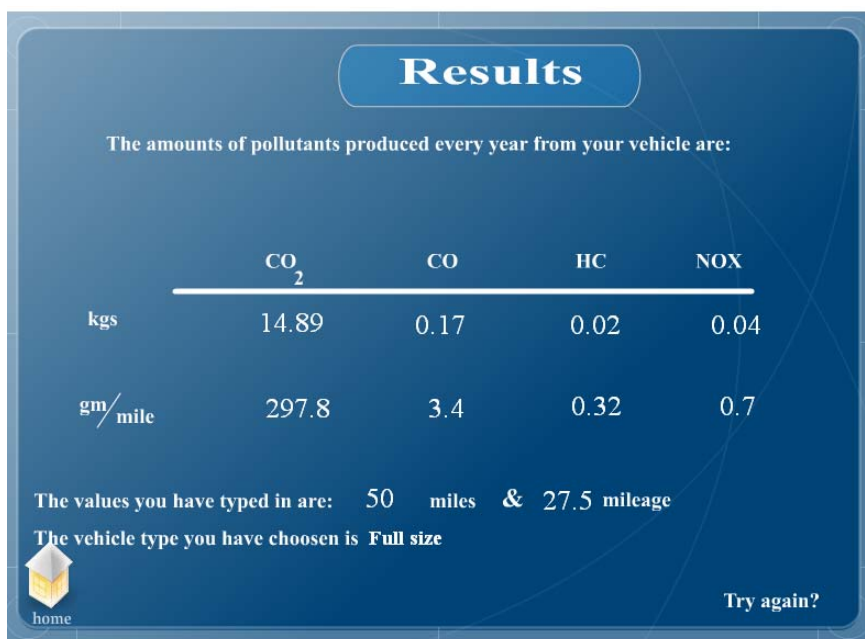 Results
The amounts of pollutants produced every year from your vehicle are:
CO2 CO HC NOX
kgs 14.89 0.17 0.02 0.04
gm/mile 297.8 3.4 0.32 0.7
The values you have typed in are: 50 miles & 27.5 mileage
The vehicle type you have choosen is Full size
home
Try again?